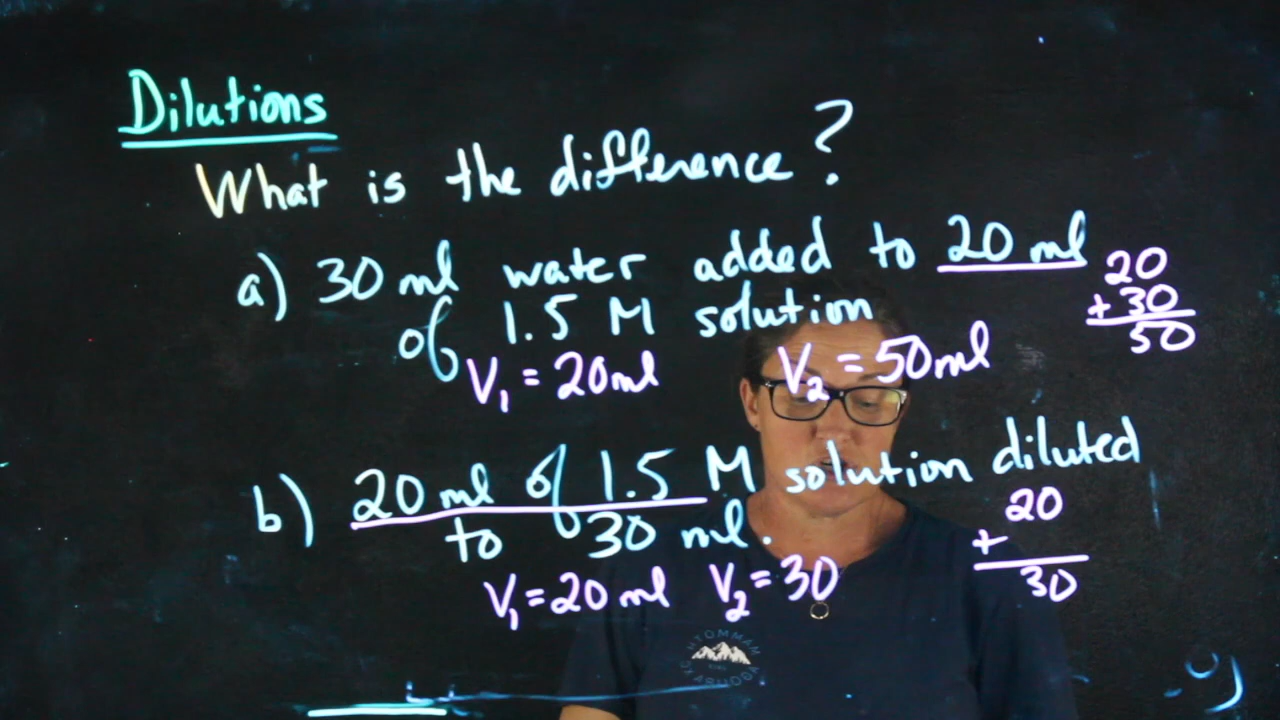 Dilutions
What is the difference?
a) 30 ml water added to 20 ml
of 1.5 M solution
20
+ 30
50
V₁ = 20ml V₂ = 50ml
b) 20 ml of 1.5 M solution diluted
to 30 ml.
20
+
30
V₁ = 20 ml V₂ = 30